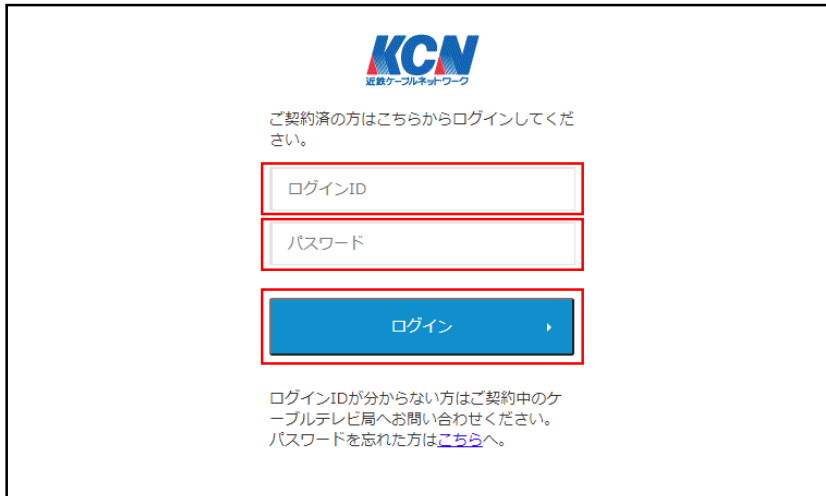 KCN
近鉄ケーブルネットワーク
ご契約済の方はこちらからログインしてくだ
さい。
ログインID
パスワード
ログイン
ログインIDが分からない方はご契約中のケ
ーブルテレビ局へお問い合わせください。
パスワードを忘れた方はこちらへ。